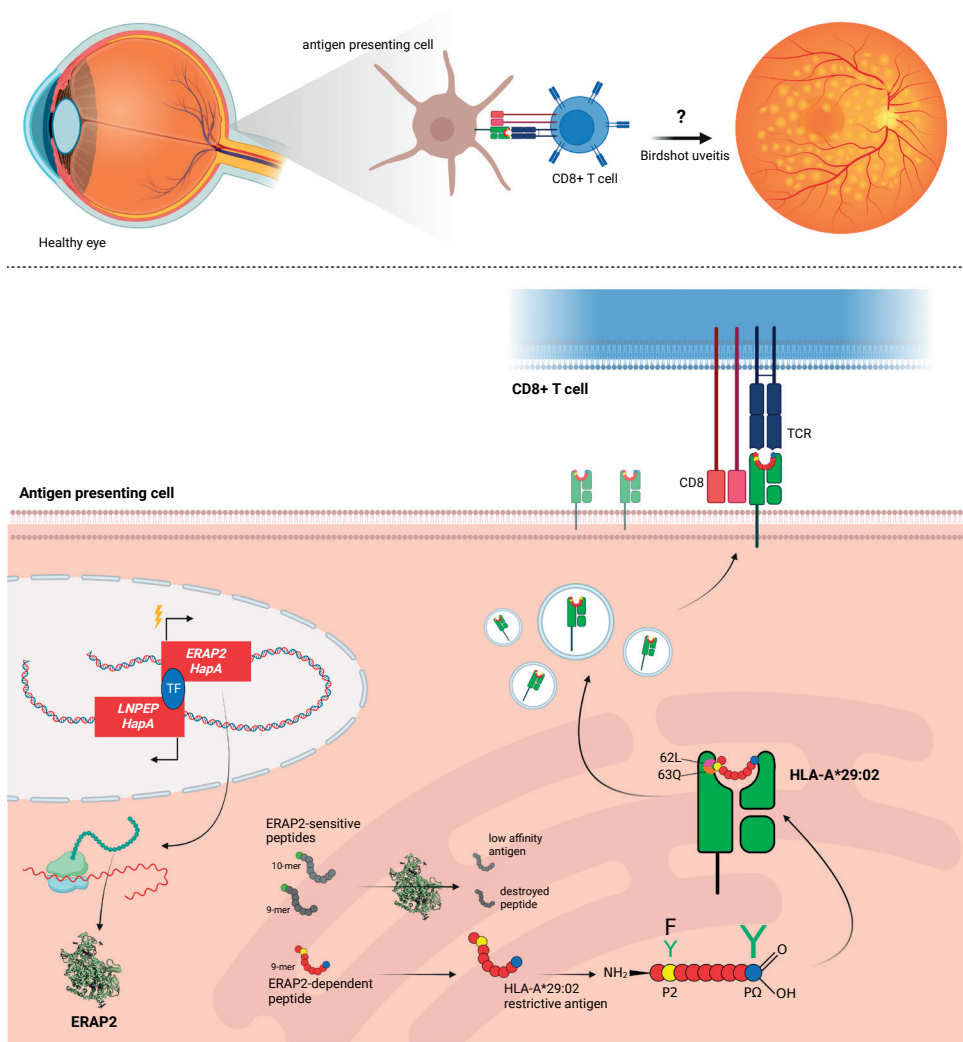 antigen presenting cell
?
Birdshot uveitis
CD8+ T cell
Healthy eye
CD8+ T cell
TCR
CD8
Antigen presenting cell
ERAP2
HapA
TF
LNPEP
HapA
62L
63Q
HLA-A*29:02
ERAP2-sensitive
peptides
10-mer
9-mer
low affinity
antigen
destroyed
peptide
9-mer
ERAP2-dependent
peptide
HLA-A*29:02
restrictive antigen
F
Y
Y
NH2
P2
PΩ
O
OH
ERAP2